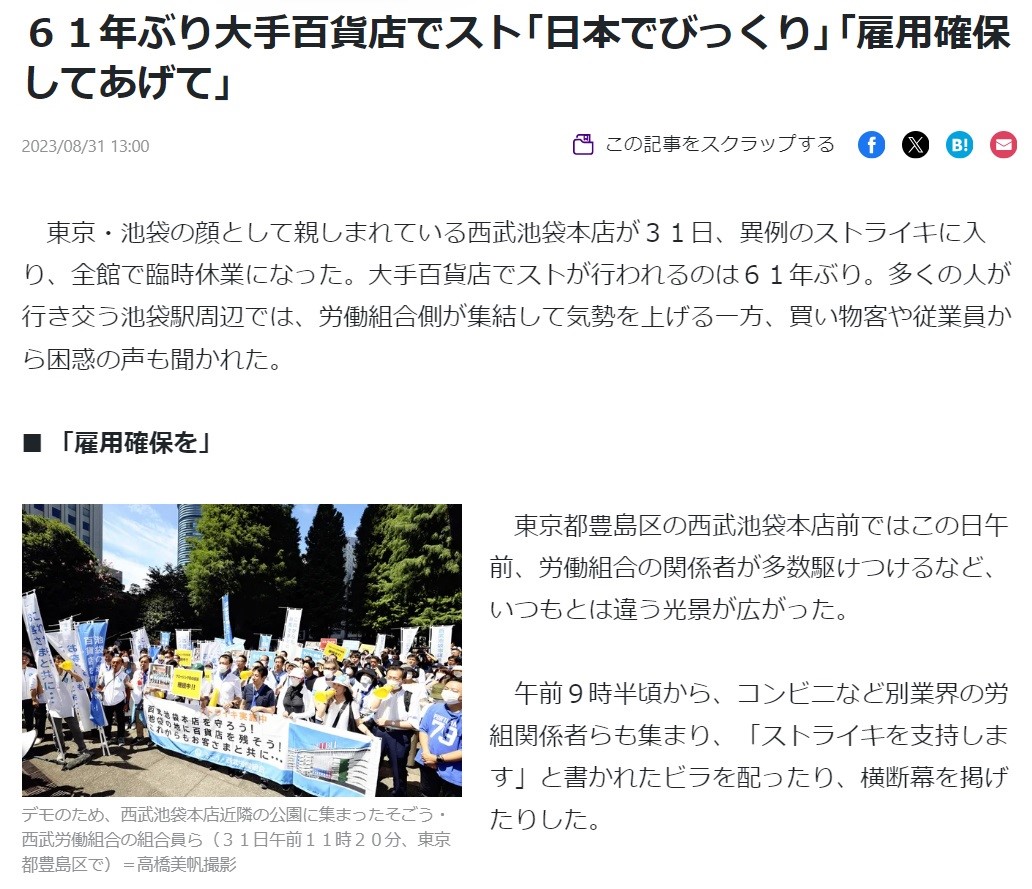 ６１年ぶり大手百貨店でスト「日本でびっくり」「雇用確保
してあげて」
2023/08/31 13:00
この記事をスクラップする
f
X
B!
　東京・池袋の顔として親しまれている西武池袋本店が３１日、異例のストライキに入
り、全館で臨時休業になった。大手百貨店でストが行われるのは６１年ぶり。多くの人が
行き交う池袋駅周辺では、労働組合側が集結して気勢を上げる一方、買い物客や従業員か
ら困惑の声も聞かれた。
■ 「雇用確保を」
西武池袋本店を守ろう！
池袋の地に百貨店を残そう！
これからもお客さまと共に…
73
デモのため、西武池袋本店近隣の公園に集まったそごう・
西武労働組合の組合員ら（３１日午前１１時２０分、東京
都豊島区で）＝高橋美帆撮影
　東京都豊島区の西武池袋本店前ではこの日午
前、労働組合の関係者が多数駆けつけるなど、
いつもとは違う光景が広がった。
　午前９時半頃から、コンビニなど別業界の労
組関係者らも集まり、「ストライキを支持しま
す」と書かれたビラを配ったり、横断幕を掲げ
たりした。